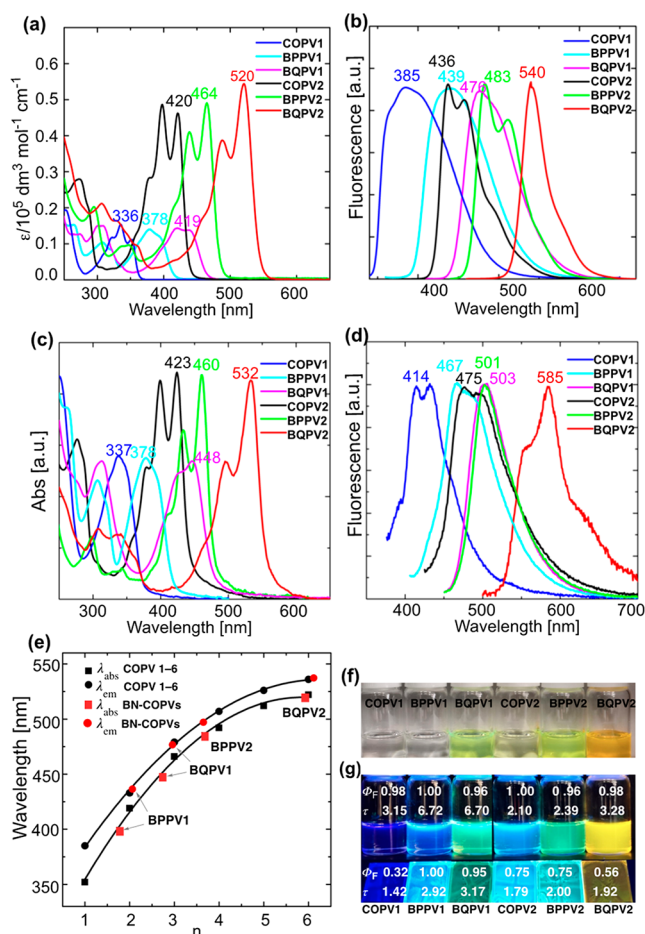 (a)
ε/10⁵ dm³ mol⁻¹ cm⁻¹
0.6
0.5
0.4
0.3
0.2
0.1
0.0
300 400 500 600
Wavelength [nm]
336
378
419
420
464
520
COPV1
BPPV1
BQPV1
COPV2
BPPV2
BQPV2
(b)
Fluorescence [a.u.]
400 500 600
Wavelength [nm]
385
436
439
476
483
540
COPV1
BPPV1
BQPV1
COPV2
BPPV2
BQPV2
(c)
Abs [a.u.]
250 300 400 500 600
Wavelength [nm]
337
378
423
448
460
532
COPV1
BPPV1
BQPV1
COPV2
BPPV2
BQPV2
(d)
Fluorescence [a.u.]
400 500 600 700
Wavelength [nm]
414
467
475
501
503
585
COPV1
BPPV1
BQPV1
COPV2
BPPV2
BQPV2
(e)
Wavelength [nm]
550
500
450
400
350
1 2 3 4 5 6
n
λabs COPV 1–6
λem COPV 1–6
λabs BN-COPVs
λem BN-COPVs
BPPV1
BQPV1
BPPV2
BQPV2
(f)
COPV1 BPPV1 BQPV1 COPV2 BPPV2 BQPV2
(g)
ΦF 0.98 1.00 0.96 1.00 0.96 0.98
τ 3.15 6.72 6.70 2.10 2.39 3.28
ΦF 0.32 1.00 0.95 0.75 0.75 0.56
τ 1.42 2.92 3.17 1.79 2.00 1.92
COPV1 BPPV1 BQPV1 COPV2 BPPV2 BQPV2